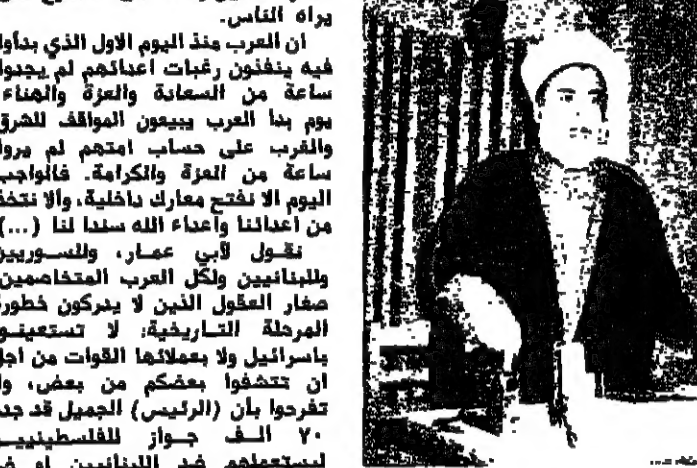 يراه الناس.
ان العرب منذ اليوم الاول الذي بدأوا
فيه ينفذون رغبات اعدائهم لم يجدوا
ساعة من السعادة والعزة والهناء.
يوم بدأ العرب يبيعون المواقف للشرق
والغرب على حساب امتهم لم يروا
ساعة من العزة والكرامة. فالواجب
اليوم الا نفتح معارك داخلية، وألا نتخذ
من اعدائنا واعداء الله سندا لنا (...)
نقول لأبي عمار، وللسوريين
وللبنانيين ولكل العرب المتخاصمين
صغار العقول الذين لا يدركون خطورة
المرحلة التاريخية: لا تستعينوا
باسرائيل ولا بعملائها القوات من اجل
ان تتشفوا بعضكم من بعض، ولا
تفرحوا بأن (الرئيس) الجميل قد جدد
٢٠ الف جواز للفلسطينيين
ليستعملهم ضد اللبنانيين او في